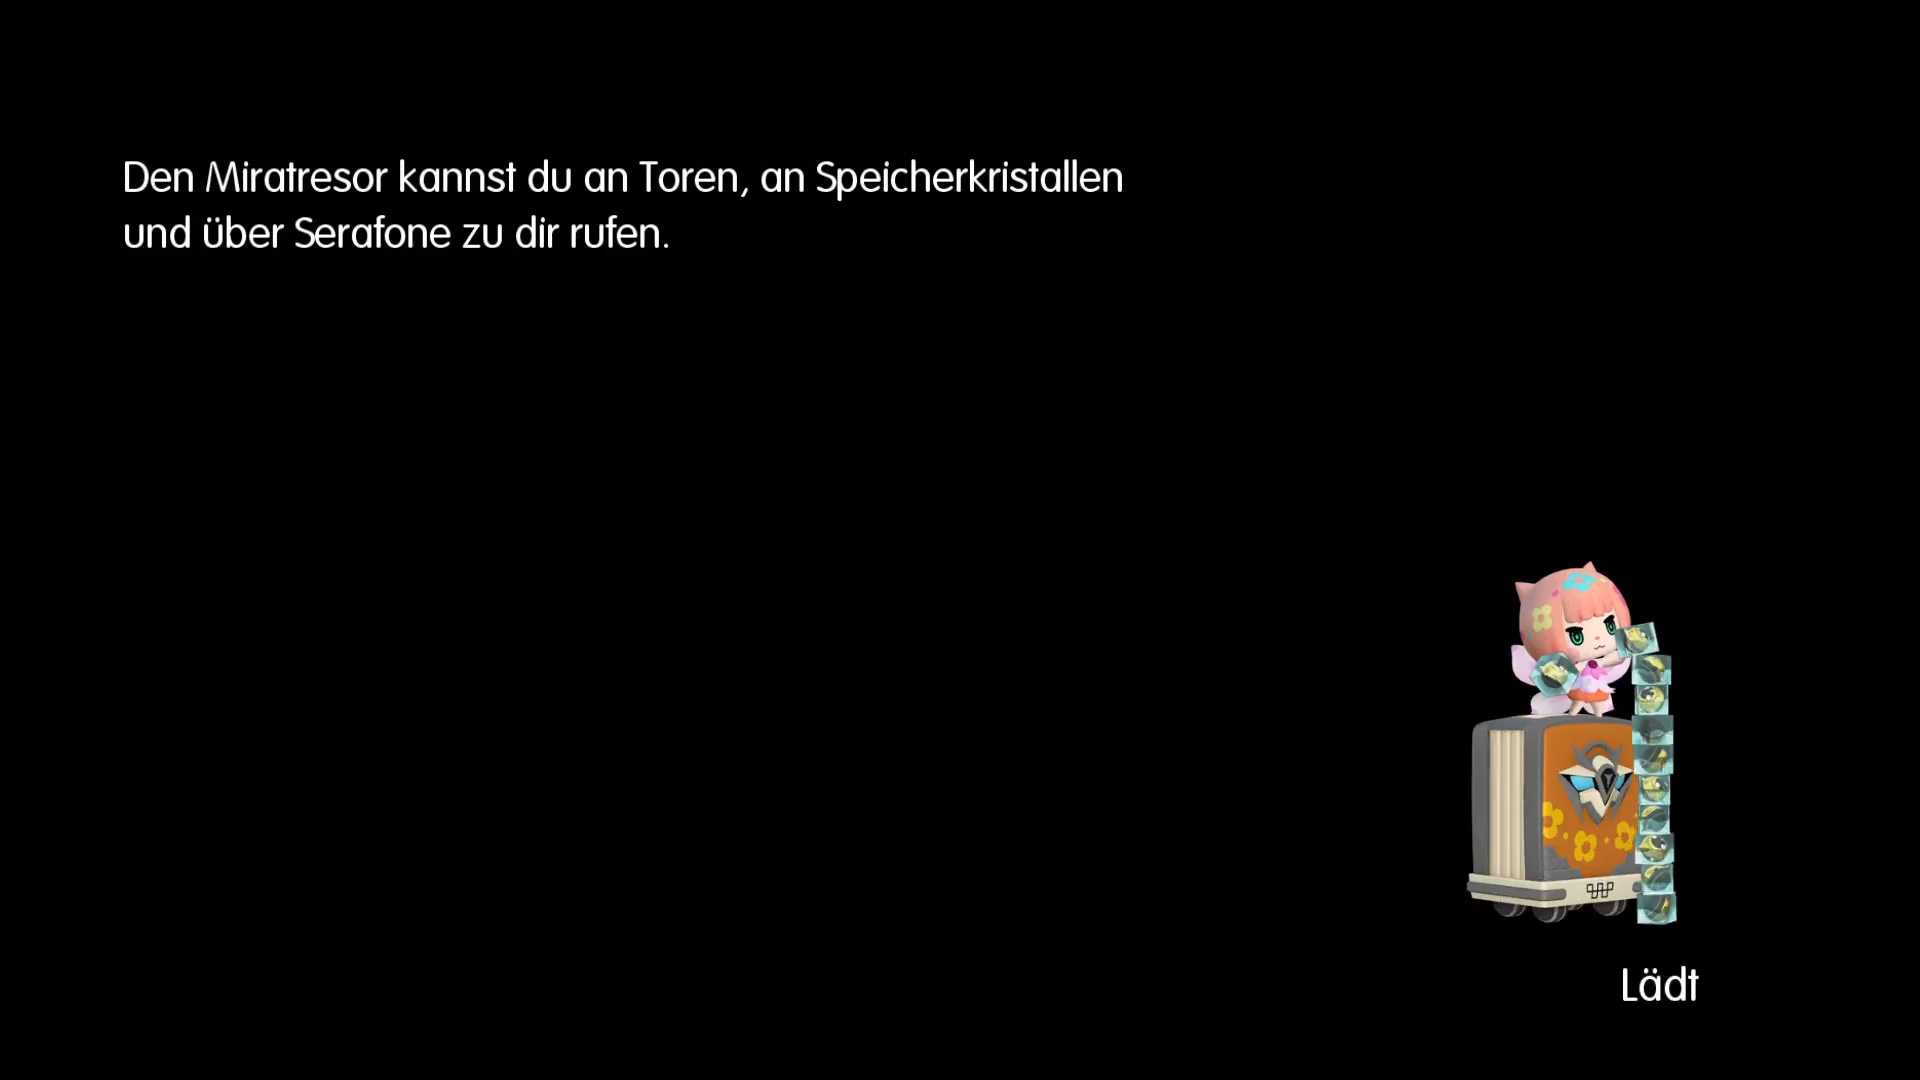 Den Miratresor kannst du an Toren, an Speicherkristallen
und über Serafone zu dir rufen.
Lädt